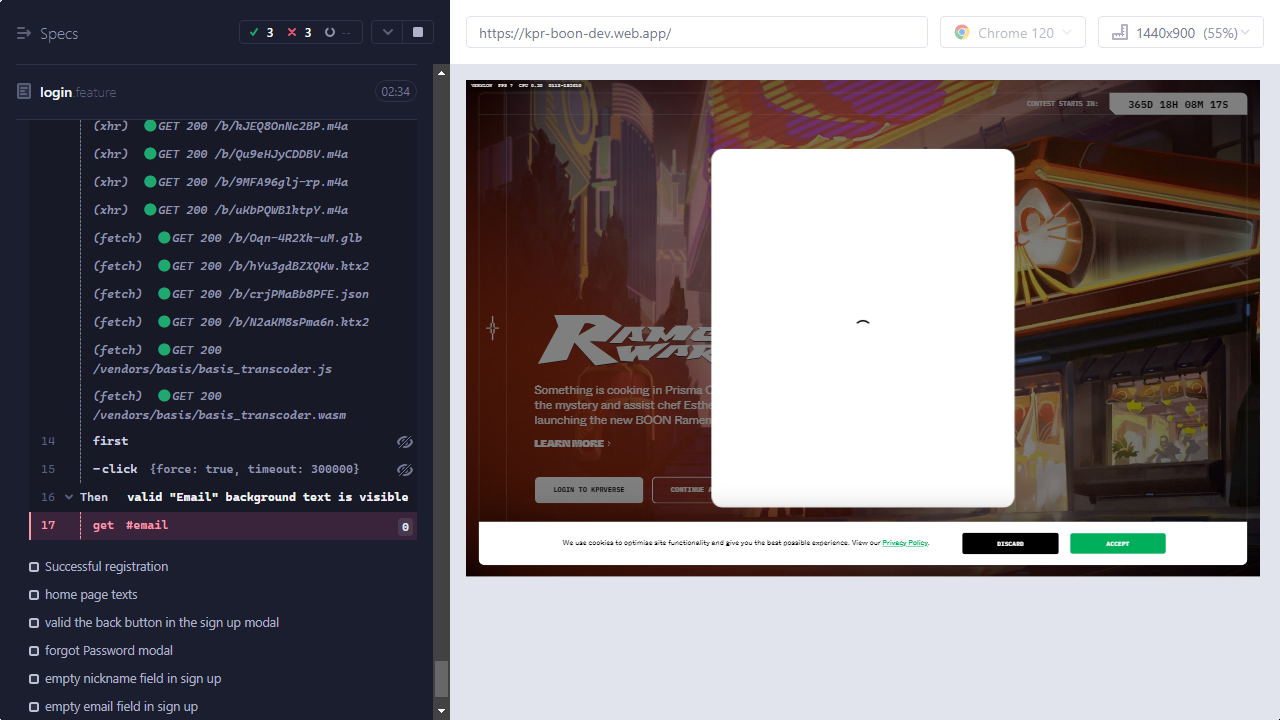 Specs
3 3 --
login feature
02:34
(xhr) GET 200 /b/kJEQ8OnNc2BP.m4a
(xhr) GET 200 /b/Qu9eHJyCDDBV.m4a
(xhr) GET 200 /b/9MFA96glj-rp.m4a
(xhr) GET 200 /b/uKbPQWB1ktpY.m4a
(fetch) GET 200 /b/Oqn-4R2Xk-uM.glb
(fetch) GET 200 /b/hYu3gdBZXQKw.ktx2
(fetch) GET 200 /b/crjPMaBb8PFE.json
(fetch) GET 200 /b/N2aKM8sPma6n.ktx2
(fetch) GET 200
/vendors/basis/basis_transcoder.js
(fetch) GET 200
/vendors/basis/basis_transcoder.wasm
14 first
15 -click {force: true, timeout: 300000}
16 Then valid "Email" background text is visible
17 get #email 0
Successful registration
home page texts
valid the back button in the sign up modal
forgot Password modal
empty nickname field in sign up
empty email field in sign up
https://kpr-boon-dev.web.app/
Chrome 120
1440x900 (55%)
VERSION FPS 7 CPU 0.20
CONTEST STARTS IN:
365D 18H 08M 17S
RAME
WAR
Something is cooking in Prisma C
the mystery and assist chef Esthe
launching the new BOON Ramen
LEARN MORE ›
LOGIN TO KPRVERSE
CONTINUE A
We use cookies to optimise site functionality and give you the best possible experience. View our Privacy Policy.
DISCARD
ACCEPT